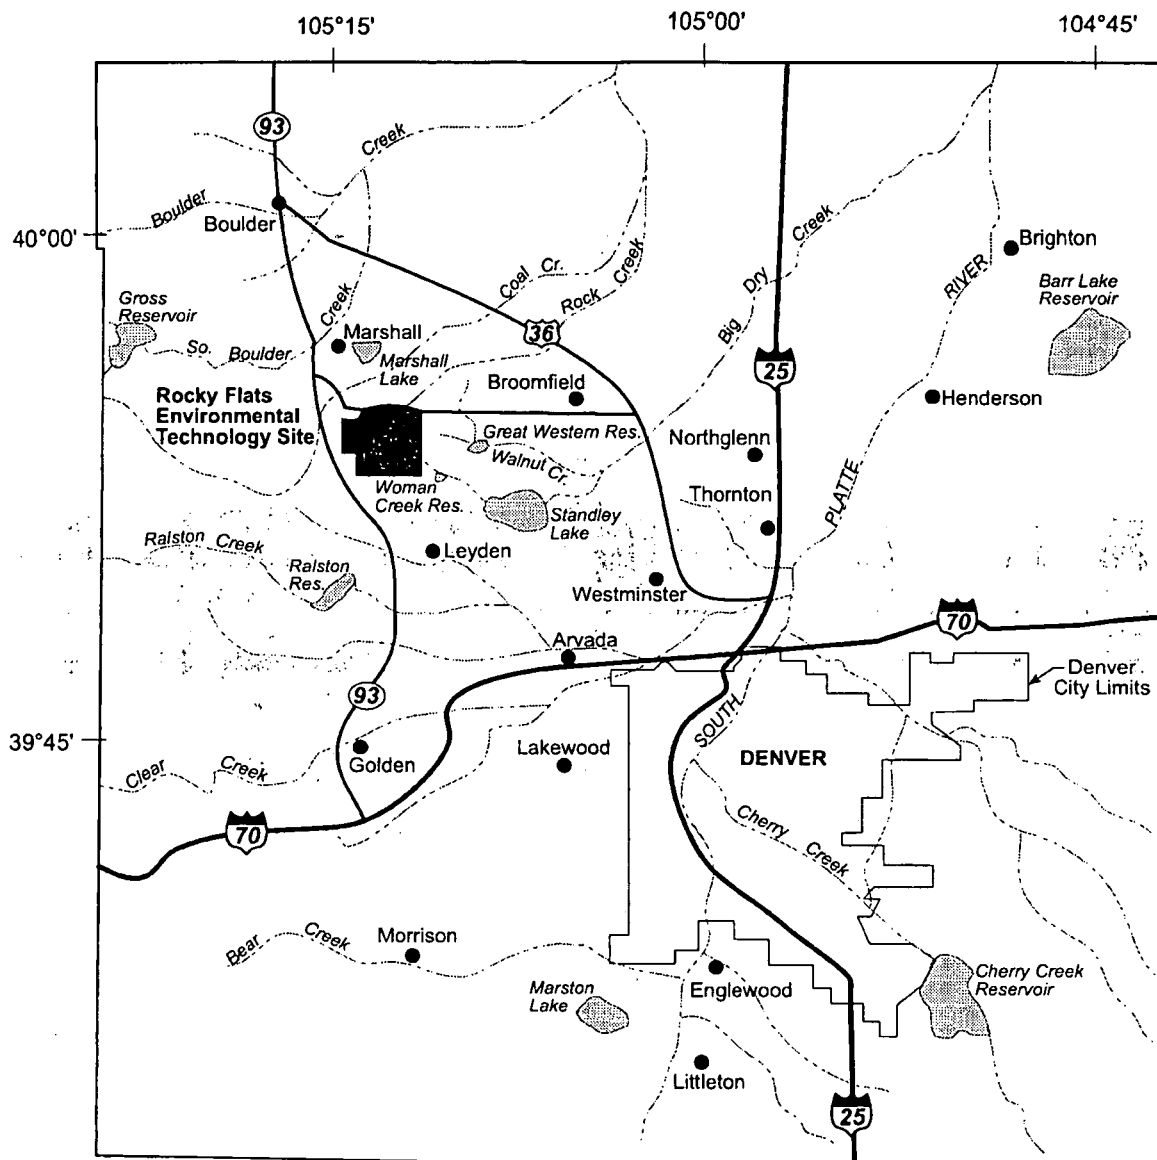 105°15'
105°00'
104°45'
93
Creek
Boulder
Boulder
40°00'
Creek
Dry
Big
Brighton
RIVER
Barr Lake
Reservoir
Coal Cr.
Rock Creek
Gross
Reservoir
Creek
So. Boulder
Marshall
Marshall
Lake
36
25
Rocky Flats
Environmental
Technology Site
Broomfield
Henderson
Great Western Res.
Walnut Cr.
Northglenn
Woman
Creek Res.
Thornton
PLATTE
Standley
Lake
Ralston Creek
Leyden
Ralston
Res.
Westminster
70
Arvada
Denver
City Limits
93
SOUTH
39°45'
Lakewood
DENVER
Golden
Clear Creek
70
Cherry Creek
Bear Creek
Morrison
Englewood
Cherry Creek
Reservoir
Marston
Lake
Littleton
25